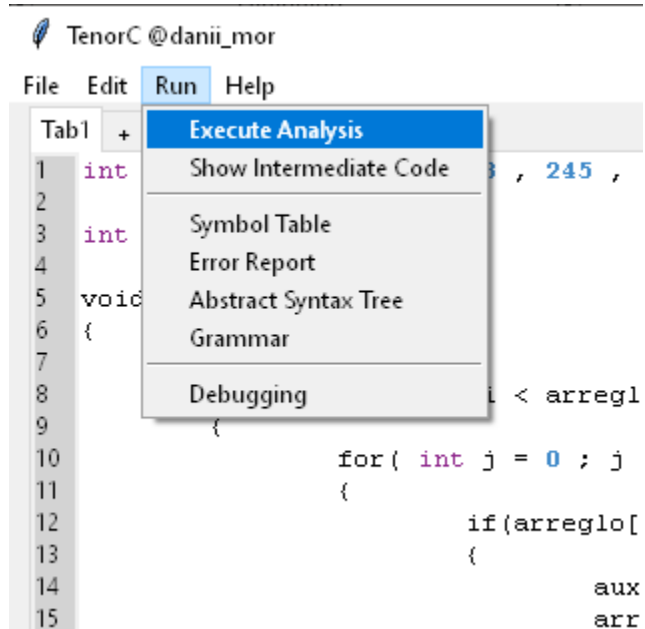 TenorC @danii_mor
File Edit Run Help
Tab1 +
Execute Analysis
Show Intermediate Code
Symbol Table
Error Report
Abstract Syntax Tree
Grammar
Debugging
1 int , 245 ,
2
3 int
4
5 void
6 {
7
8 < arregl
9 {
10 for( int j = 0 ; j
11 {
12 if(arreglo[
13 {
14 aux
15 arr